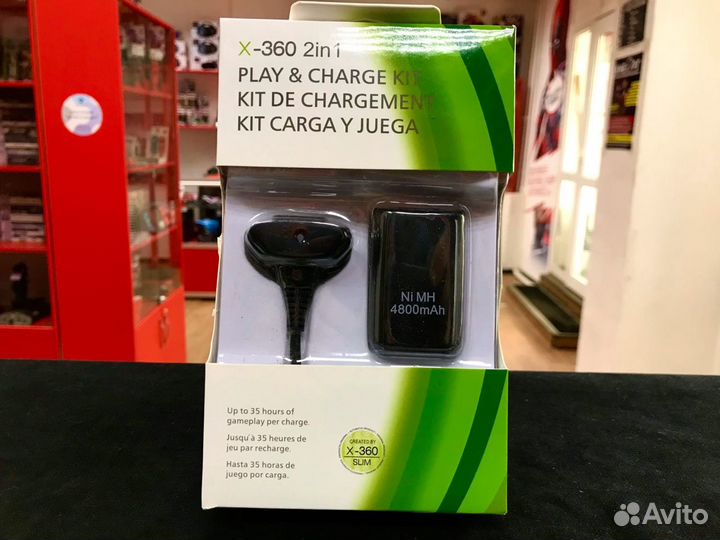 X-360 2in1
PLAY & CHARGE KIT
KIT DE CHARGEMENT
KIT CARGA Y JUEGA
Ni MH
4800mAh
Up to 35 hours of
gameplay per charge.
Jusqu'à 35 heures de
jeu par recharge.
Hasta 35 horas de
juego por carga.
CREATED BY
X-360
SLIM
Avito